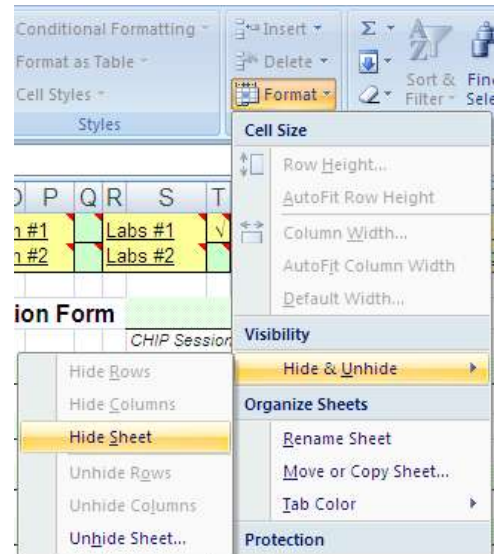 Conditional Formatting
Format as Table
Cell Styles
Styles
Insert
Delete
Format
Σ
A
Z
Sort &
Filter
Cell Size
Row Height...
AutoFit Row Height
Column Width...
AutoFit Column Width
Default Width...
Visibility
Hide & Unhide
Organize Sheets
Rename Sheet
Move or Copy Sheet...
Tab Color
Protection
P Q R S T
#1 Labs #1 √
#2 Labs #2
Form
CHIP Session
Hide Rows
Hide Columns
Hide Sheet
Unhide Rows
Unhide Columns
Unhide Sheet...